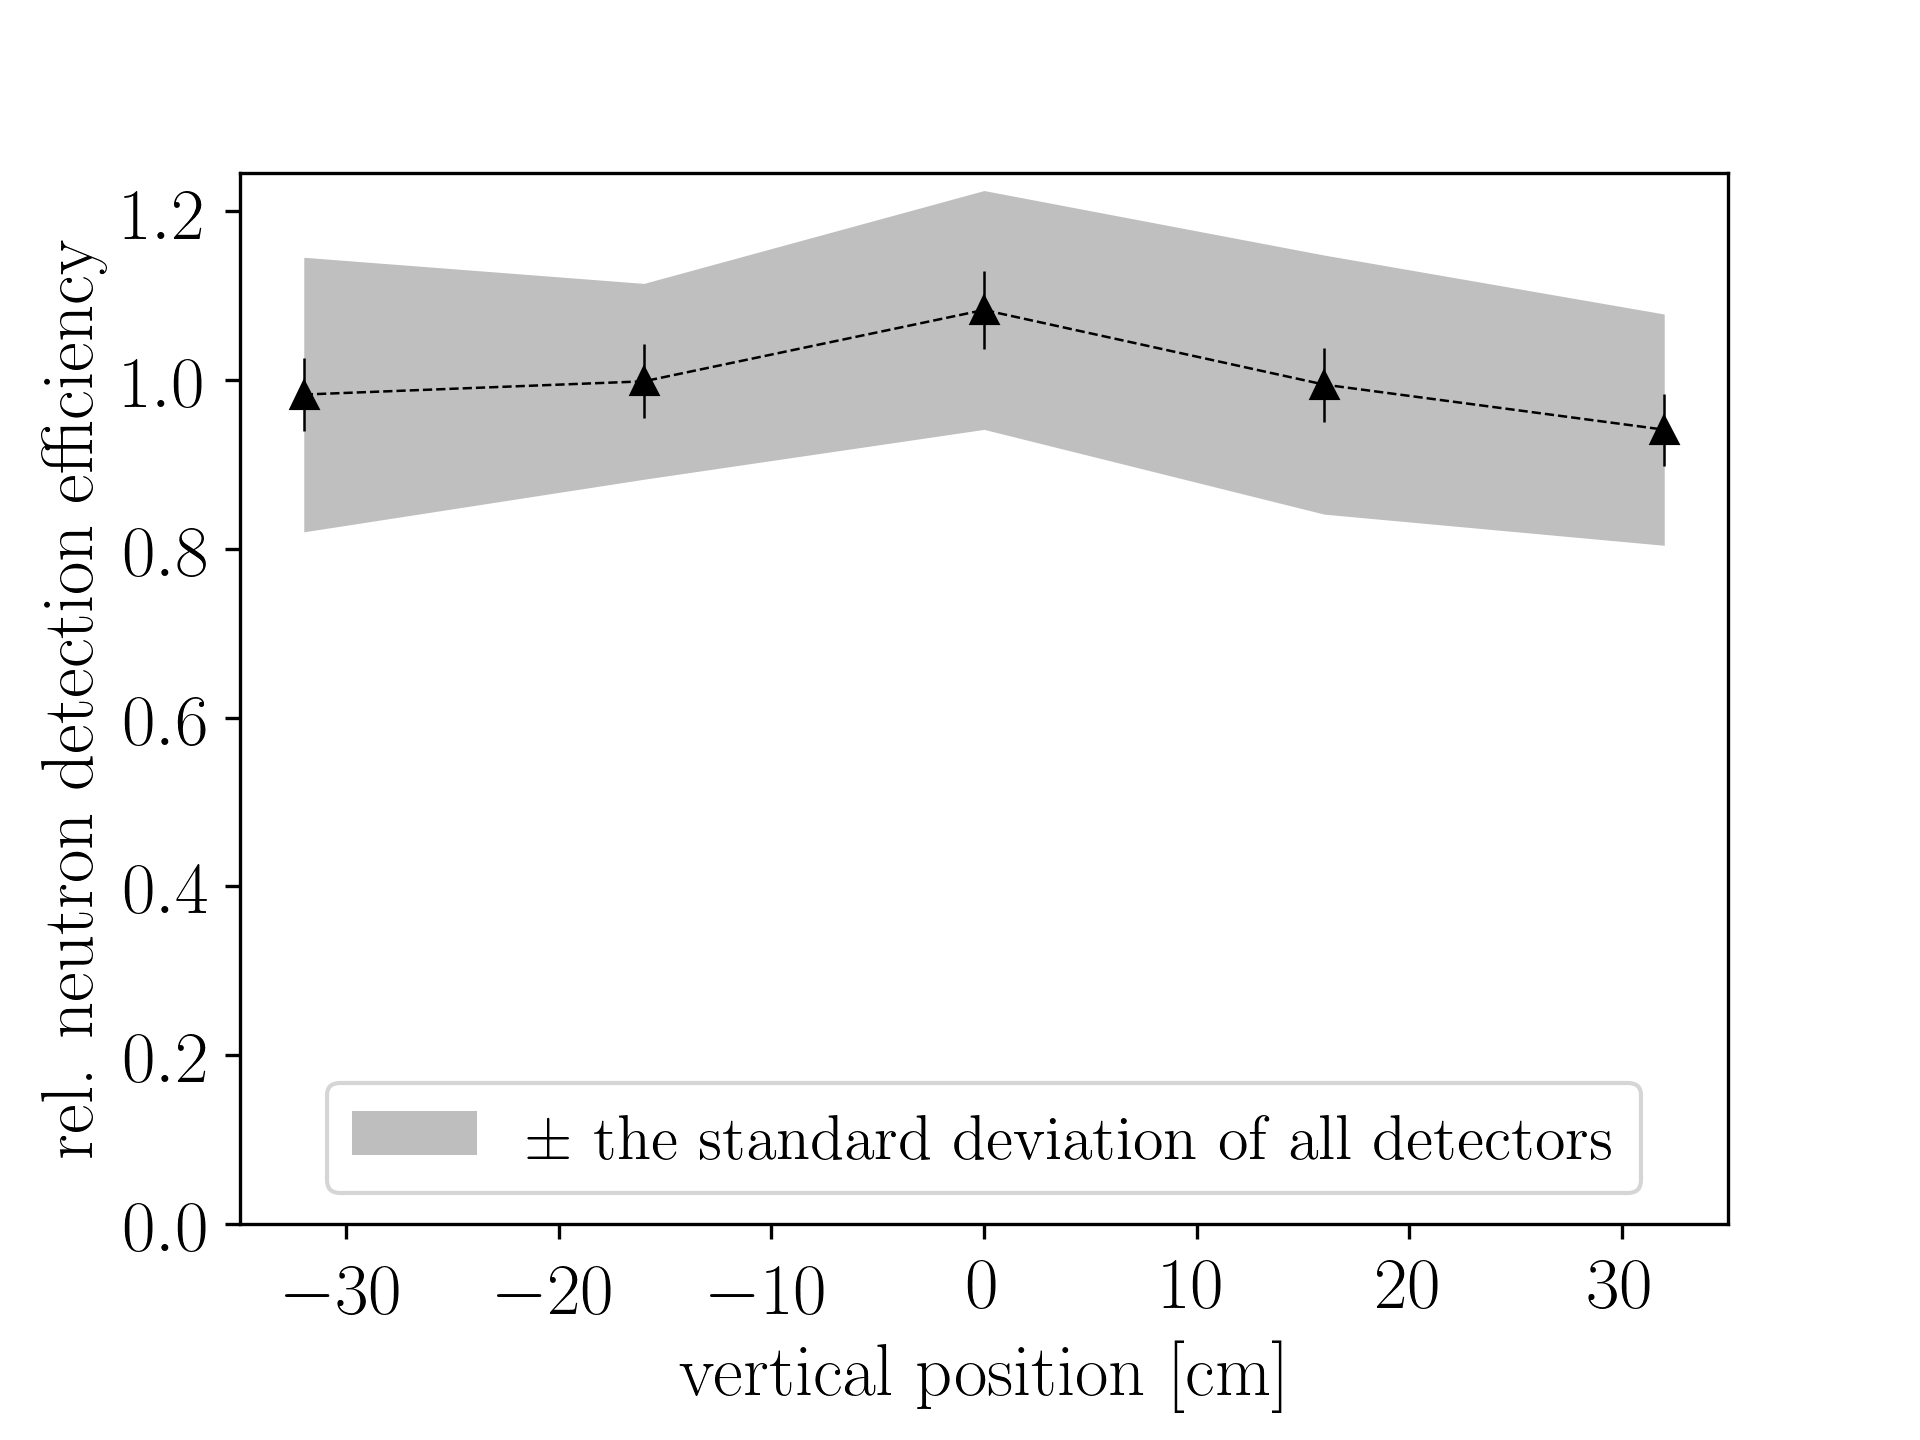 rel. neutron detection efficiency
1.2
1.0
0.8
0.6
0.4
0.2
0.0
± the standard deviation of all detectors
−30 −20 −10 0 10 20 30
vertical position [cm]